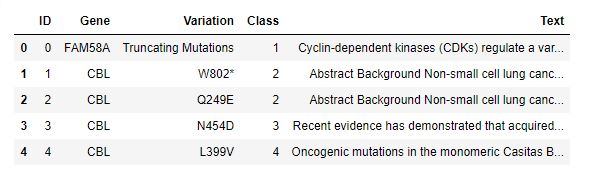 ID Gene Variation Class Text
0 0 FAM58A Truncating Mutations 1 Cyclin-dependent kinases (CDKs) regulate a var...
1 1 CBL W802* 2 Abstract Background Non-small cell lung canc...
2 2 CBL Q249E 2 Abstract Background Non-small cell lung canc...
3 3 CBL N454D 3 Recent evidence has demonstrated that acquired...
4 4 CBL L399V 4 Oncogenic mutations in the monomeric Casitas B...